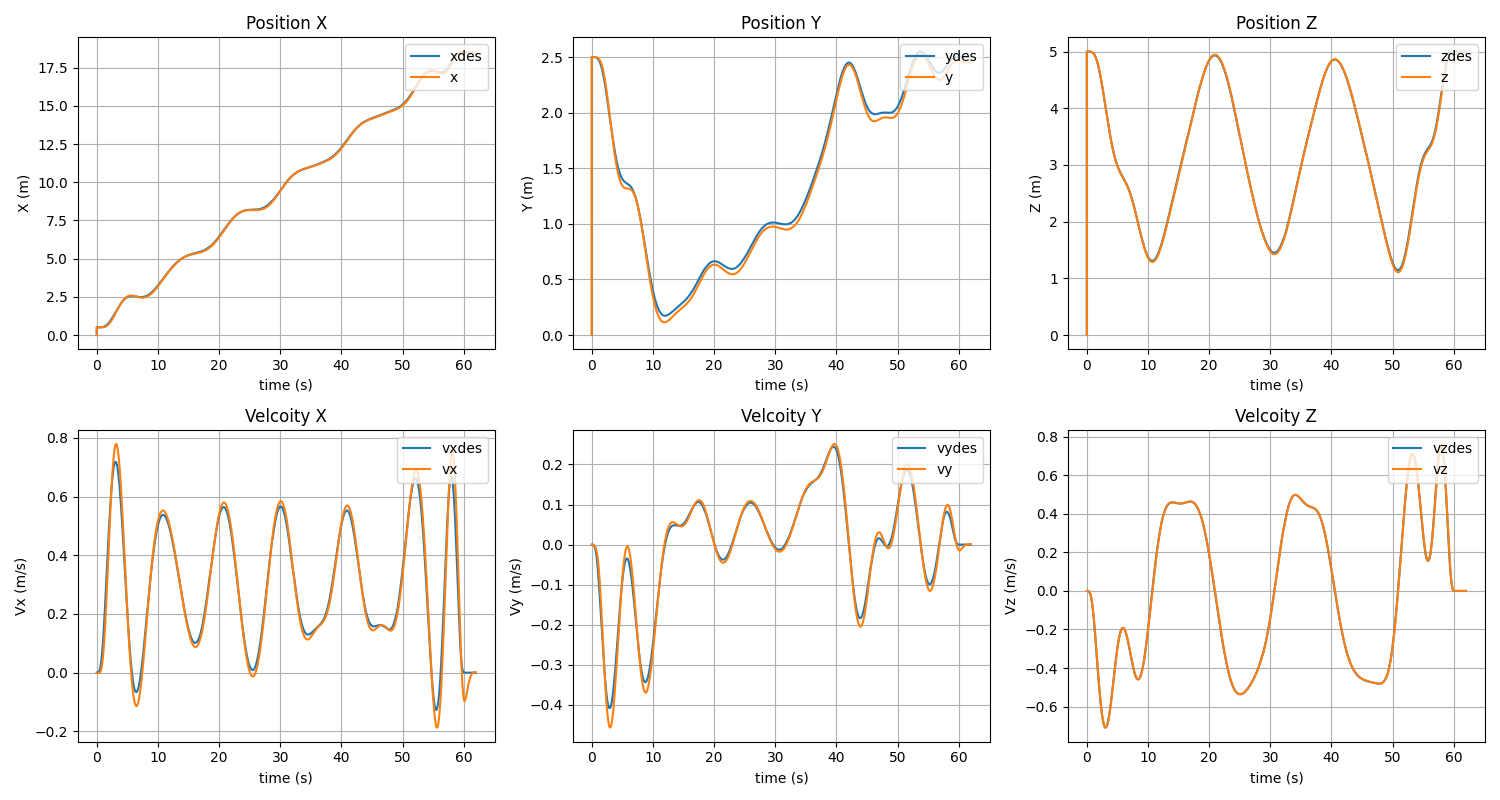 Position X
xdes
x
X (m)
17.5
15.0
12.5
10.0
7.5
5.0
2.5
0.0
0 10 20 30 40 50 60
time (s)
Position Y
ydes
y
Y (m)
2.5
2.0
1.5
1.0
0.5
0.0
0 10 20 30 40 50 60
time (s)
Position Z
zdes
z
Z (m)
5
4
3
2
1
0
0 10 20 30 40 50 60
time (s)
Velcoity X
vxdes
vx
Vx (m/s)
0.8
0.6
0.4
0.2
0.0
−0.2
0 10 20 30 40 50 60
time (s)
Velcoity Y
vydes
vy
Vy (m/s)
0.2
0.1
0.0
−0.1
−0.2
−0.3
−0.4
0 10 20 30 40 50 60
time (s)
Velcoity Z
vzdes
vz
Vz (m/s)
0.8
0.6
0.4
0.2
0.0
−0.2
−0.4
−0.6
0 10 20 30 40 50 60
time (s)